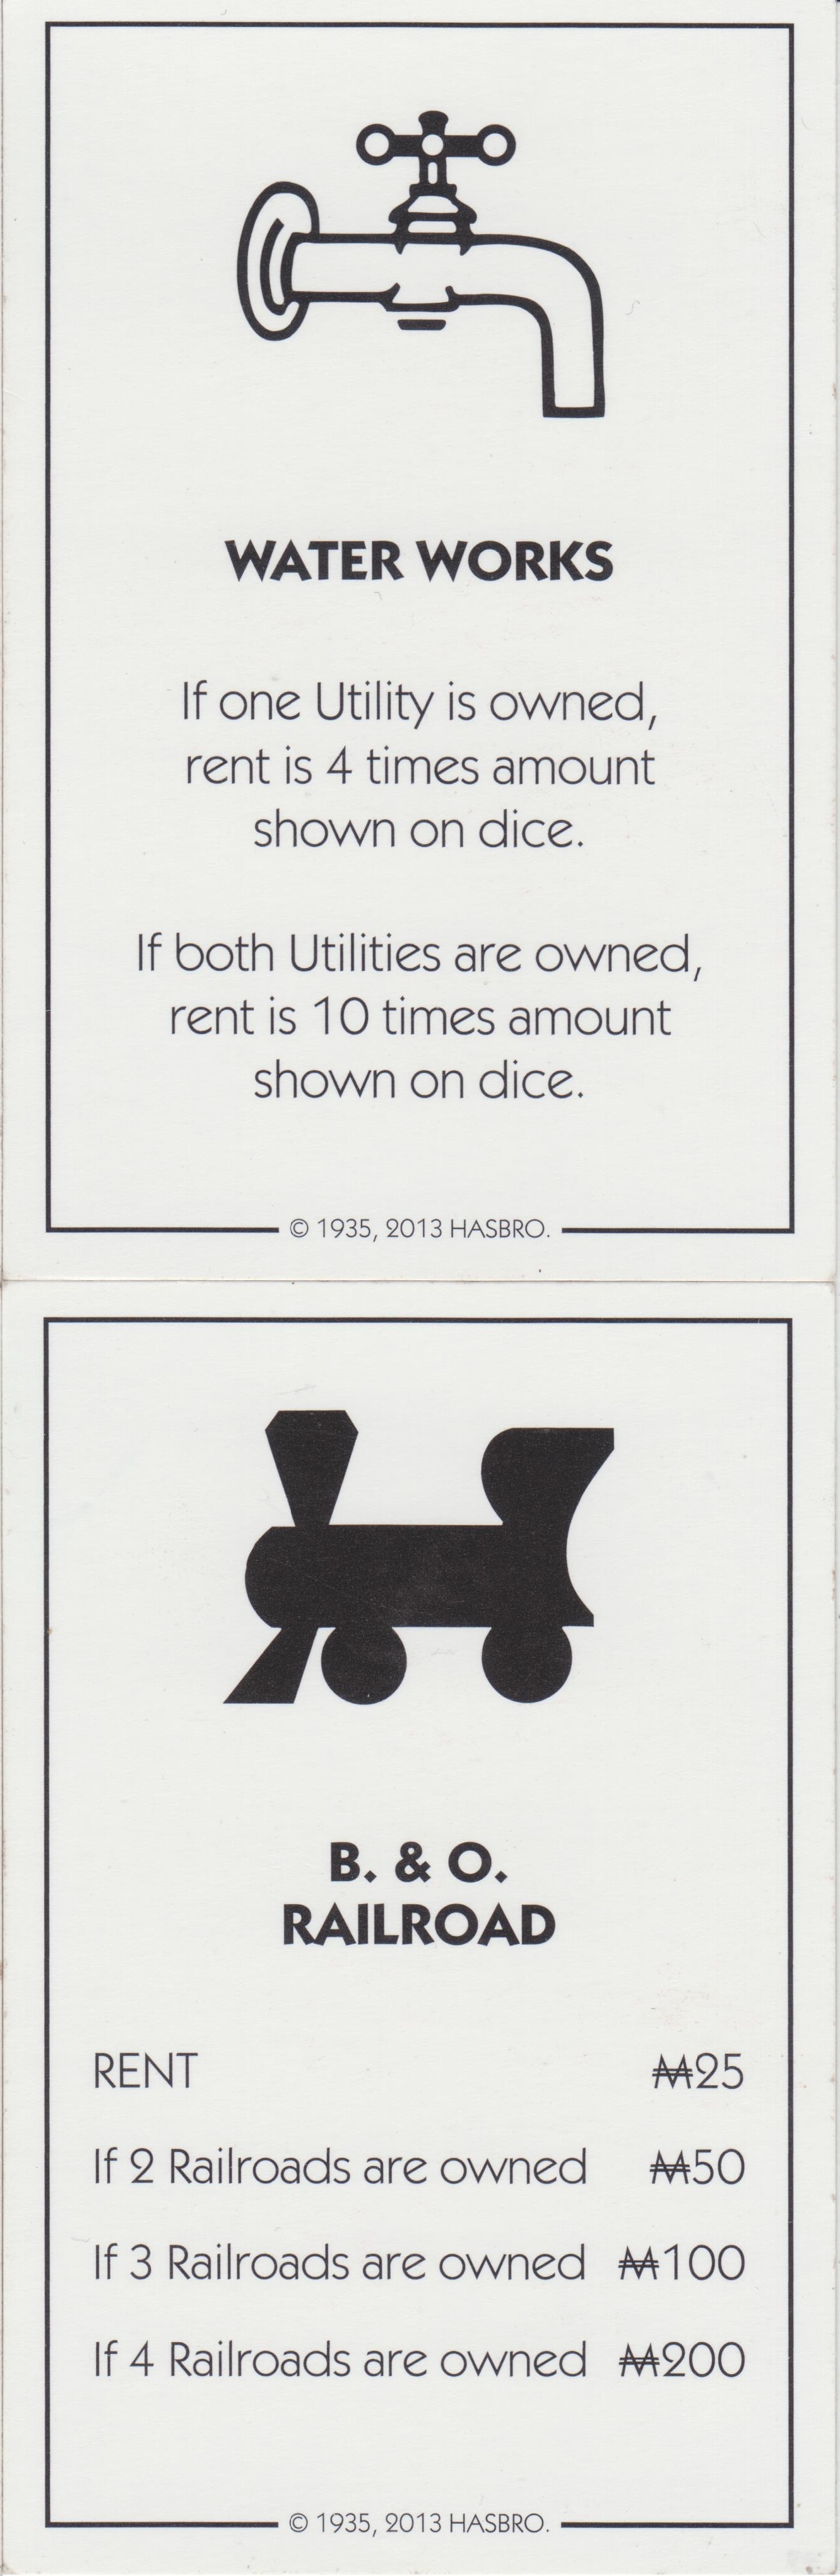 WATER WORKS
If one Utility is owned,
rent is 4 times amount
shown on dice.
If both Utilities are owned,
rent is 10 times amount
shown on dice.
© 1935, 2013 HASBRO.
B. & O.
RAILROAD
RENT ₩25
If 2 Railroads are owned ₩50
If 3 Railroads are owned ₩100
If 4 Railroads are owned ₩200
© 1935, 2013 HASBRO.